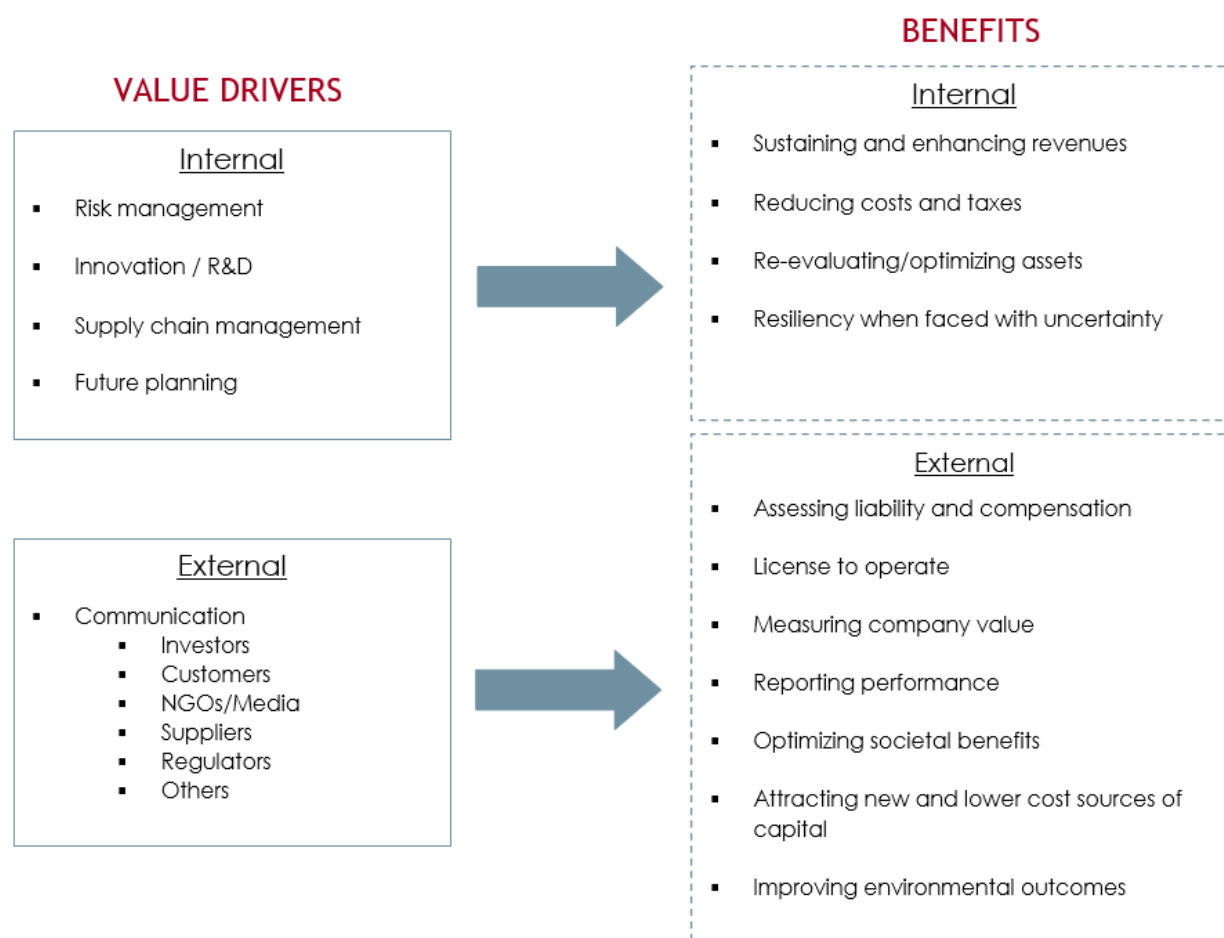 VALUE DRIVERS
Internal
▪ Risk management
▪ Innovation / R&D
▪ Supply chain management
▪ Future planning
External
▪ Communication
▪ Investors
▪ Customers
▪ NGOs/Media
▪ Suppliers
▪ Regulators
▪ Others
BENEFITS
Internal
▪ Sustaining and enhancing revenues
▪ Reducing costs and taxes
▪ Re-evaluating/optimizing assets
▪ Resiliency when faced with uncertainty
External
▪ Assessing liability and compensation
▪ License to operate
▪ Measuring company value
▪ Reporting performance
▪ Optimizing societal benefits
▪ Attracting new and lower cost sources of
capital
▪ Improving environmental outcomes